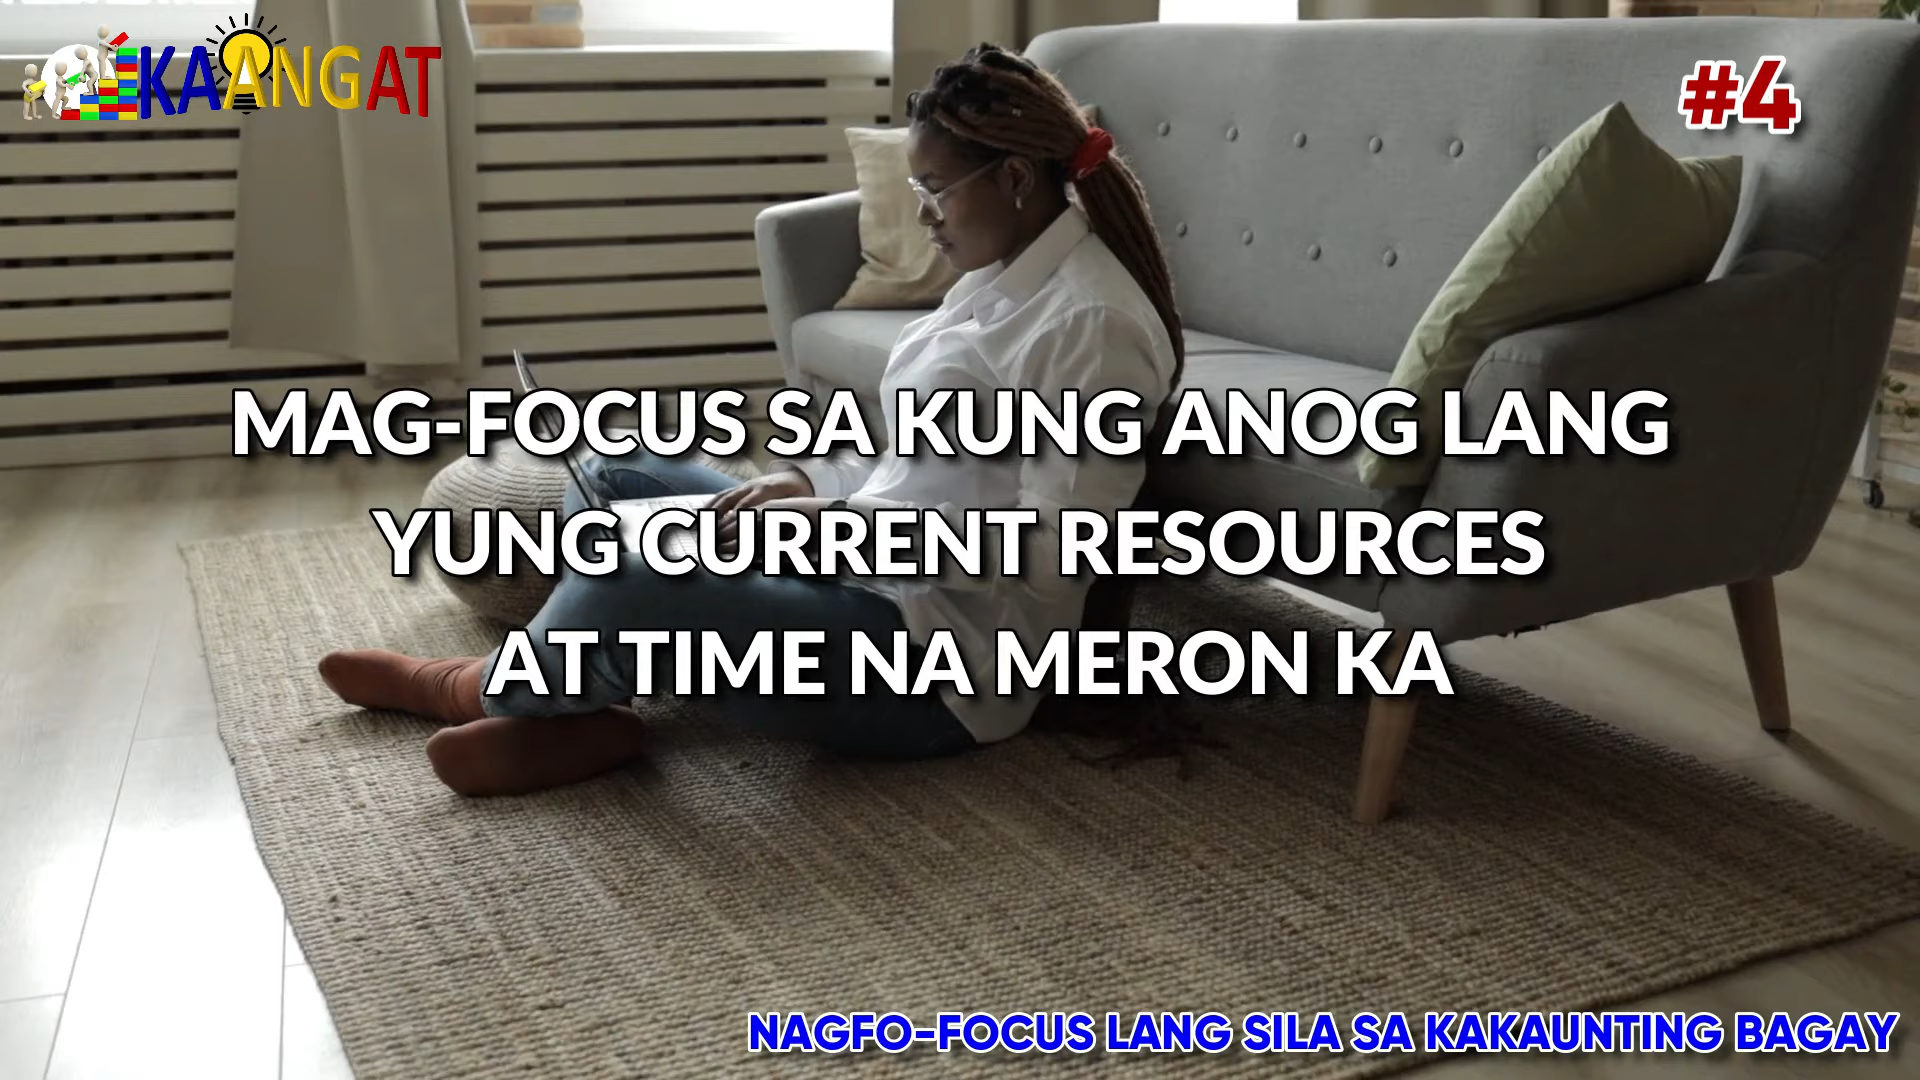 KAANGAT
#4
MAG-FOCUS SA KUNG ANOG LANG
YUNG CURRENT RESOURCES
AT TIME NA MERON KA
NAGFO-FOCUS LANG SILA SA KAKAUNTING BAGAY